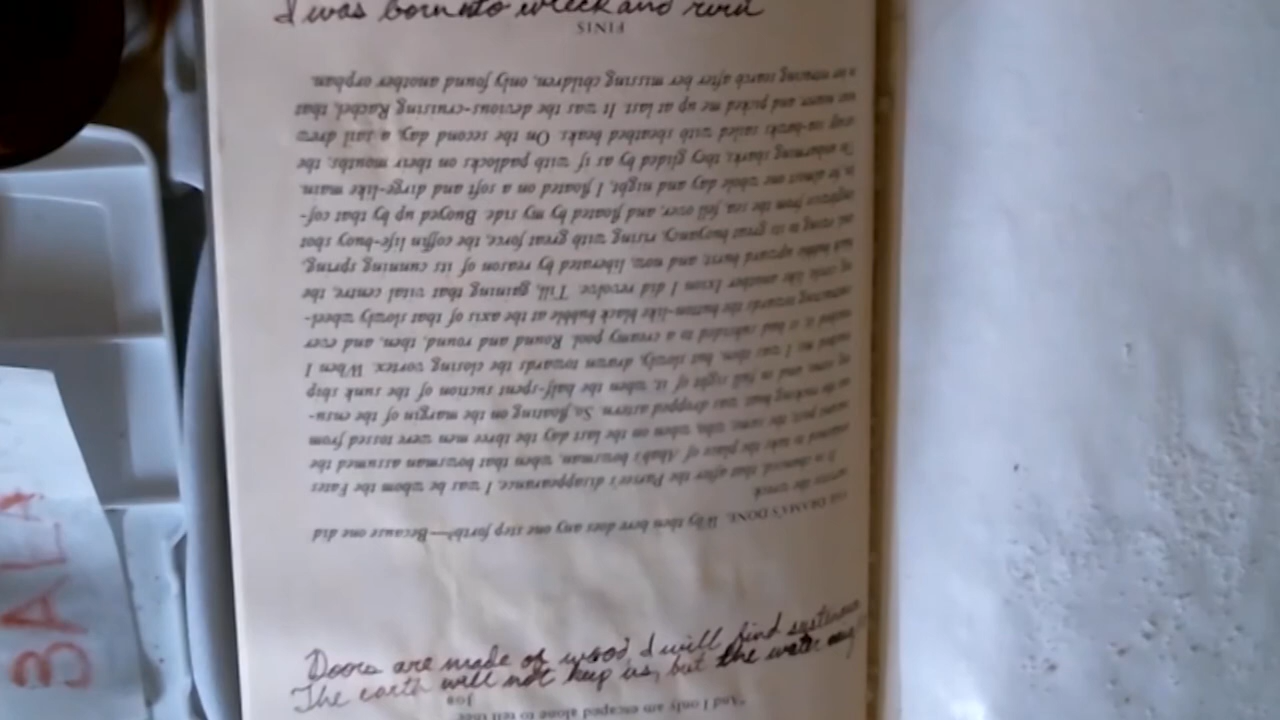 I was born to wreck and ruin
Doors are made of wood, I will find sustenance
The earth will not keep us, but the water may
"And I only am escaped to tell thee"
JOB
THE DRAMA'S DONE. Why then here does any one step forth?—Because one did
survive the wreck.
It so chanced, that after the Parsee's disappearance, I was he whom the Fates
ordained to take the place of Ahab's bowsman, when that bowsman assumed the
vacant post; the same, who, when on the last day the three men were tossed from
out the rocking boat, was dropped astern. So, floating on the margin of the ensu-
ing scene, and in full sight of it, when the half-spent suction of the sunk ship
reached me, I was then, but slowly, drawn towards the closing vortex. When I
reached it, it had subsided to a creamy pool. Round and round, then, and ever
contracting towards the button-like black bubble at the axis of that slowly wheel-
ing circle, like another Ixion I did revolve. Till, gaining that vital centre, the
black bubble upward burst; and now, liberated by reason of its cunning spring,
and, owing to its great buoyancy, rising with great force, the coffin life-buoy shot
lengthwise from the sea, fell over, and floated by my side. Buoyed up by that cof-
fin, for almost one whole day and night, I floated on a soft and dirge-like main.
The unharming sharks, they glided by as if with padlocks on their mouths; the
savage sea-hawks sailed with sheathed beaks. On the second day, a sail drew
near, nearer, and picked me up at last. It was the devious-cruising Rachel, that
in her retracing search after her missing children, only found another orphan.
FINIS
BALA